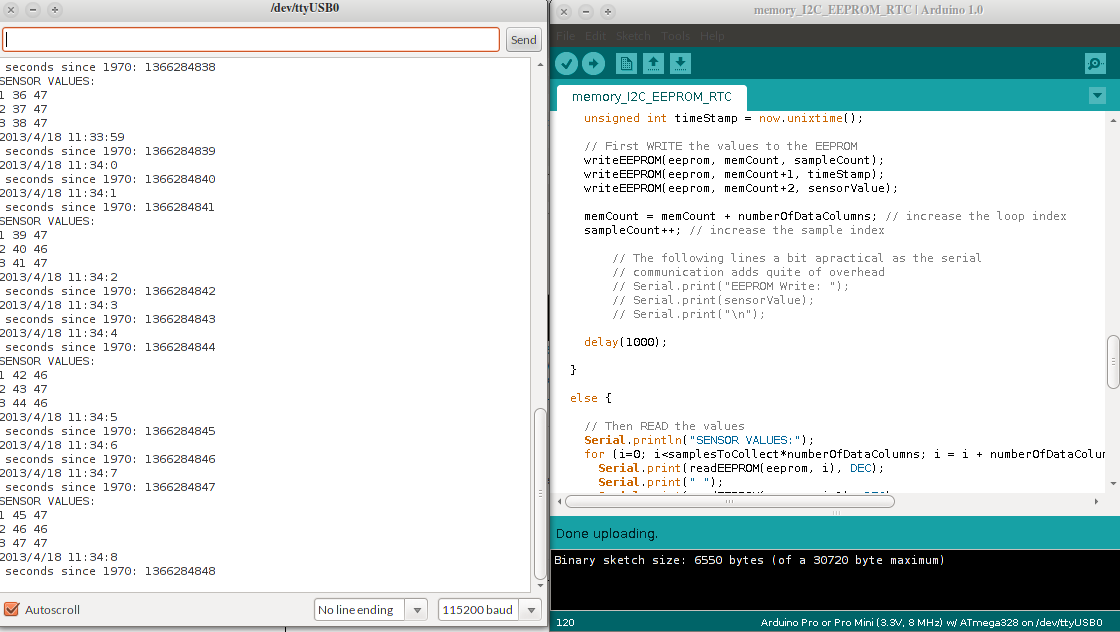 /dev/ttyUSB0
Send
seconds since 1970: 1366284838
SENSOR VALUES:
1 36 47
2 37 47
3 38 47
2013/4/18 11:33:59
seconds since 1970: 1366284839
2013/4/18 11:34:0
seconds since 1970: 1366284840
2013/4/18 11:34:1
seconds since 1970: 1366284841
SENSOR VALUES:
1 39 47
2 40 46
3 41 47
2013/4/18 11:34:2
seconds since 1970: 1366284842
2013/4/18 11:34:3
seconds since 1970: 1366284843
2013/4/18 11:34:4
seconds since 1970: 1366284844
SENSOR VALUES:
1 42 46
2 43 47
3 44 46
2013/4/18 11:34:5
seconds since 1970: 1366284845
2013/4/18 11:34:6
seconds since 1970: 1366284846
2013/4/18 11:34:7
seconds since 1970: 1366284847
SENSOR VALUES:
1 45 47
2 46 46
3 47 47
2013/4/18 11:34:8
seconds since 1970: 1366284848
Autoscroll
No line ending
115200 baud
memory_I2C_EEPROM_RTC | Arduino 1.0
File Edit Sketch Tools Help
memory_I2C_EEPROM_RTC
unsigned int timeStamp = now.unixtime();
// First WRITE the values to the EEPROM
writeEEPROM(eeprom, memCount, sampleCount);
writeEEPROM(eeprom, memCount+1, timeStamp);
writeEEPROM(eeprom, memCount+2, sensorValue);
memCount = memCount + numberOfDataColumns; // increase the loop index
sampleCount++; // increase the sample index
// The following lines a bit apractical as the serial
// communication adds quite of overhead
// Serial.print("EEPROM Write: ");
// Serial.print(sensorValue);
// Serial.print("\n");
delay(1000);
}
else {
// Then READ the values
Serial.println("SENSOR VALUES:");
for (i=0; i<samplesToCollect*numberOfDataColumns; i = i + numberOfDataColum
Serial.print(readEEPROM(eeprom, i), DEC);
Serial.print(" ");
Done uploading.
Binary sketch size: 6550 bytes (of a 30720 byte maximum)
120
Arduino Pro or Pro Mini (3.3V, 8 MHz) w/ ATmega328 on /dev/ttyUSB0